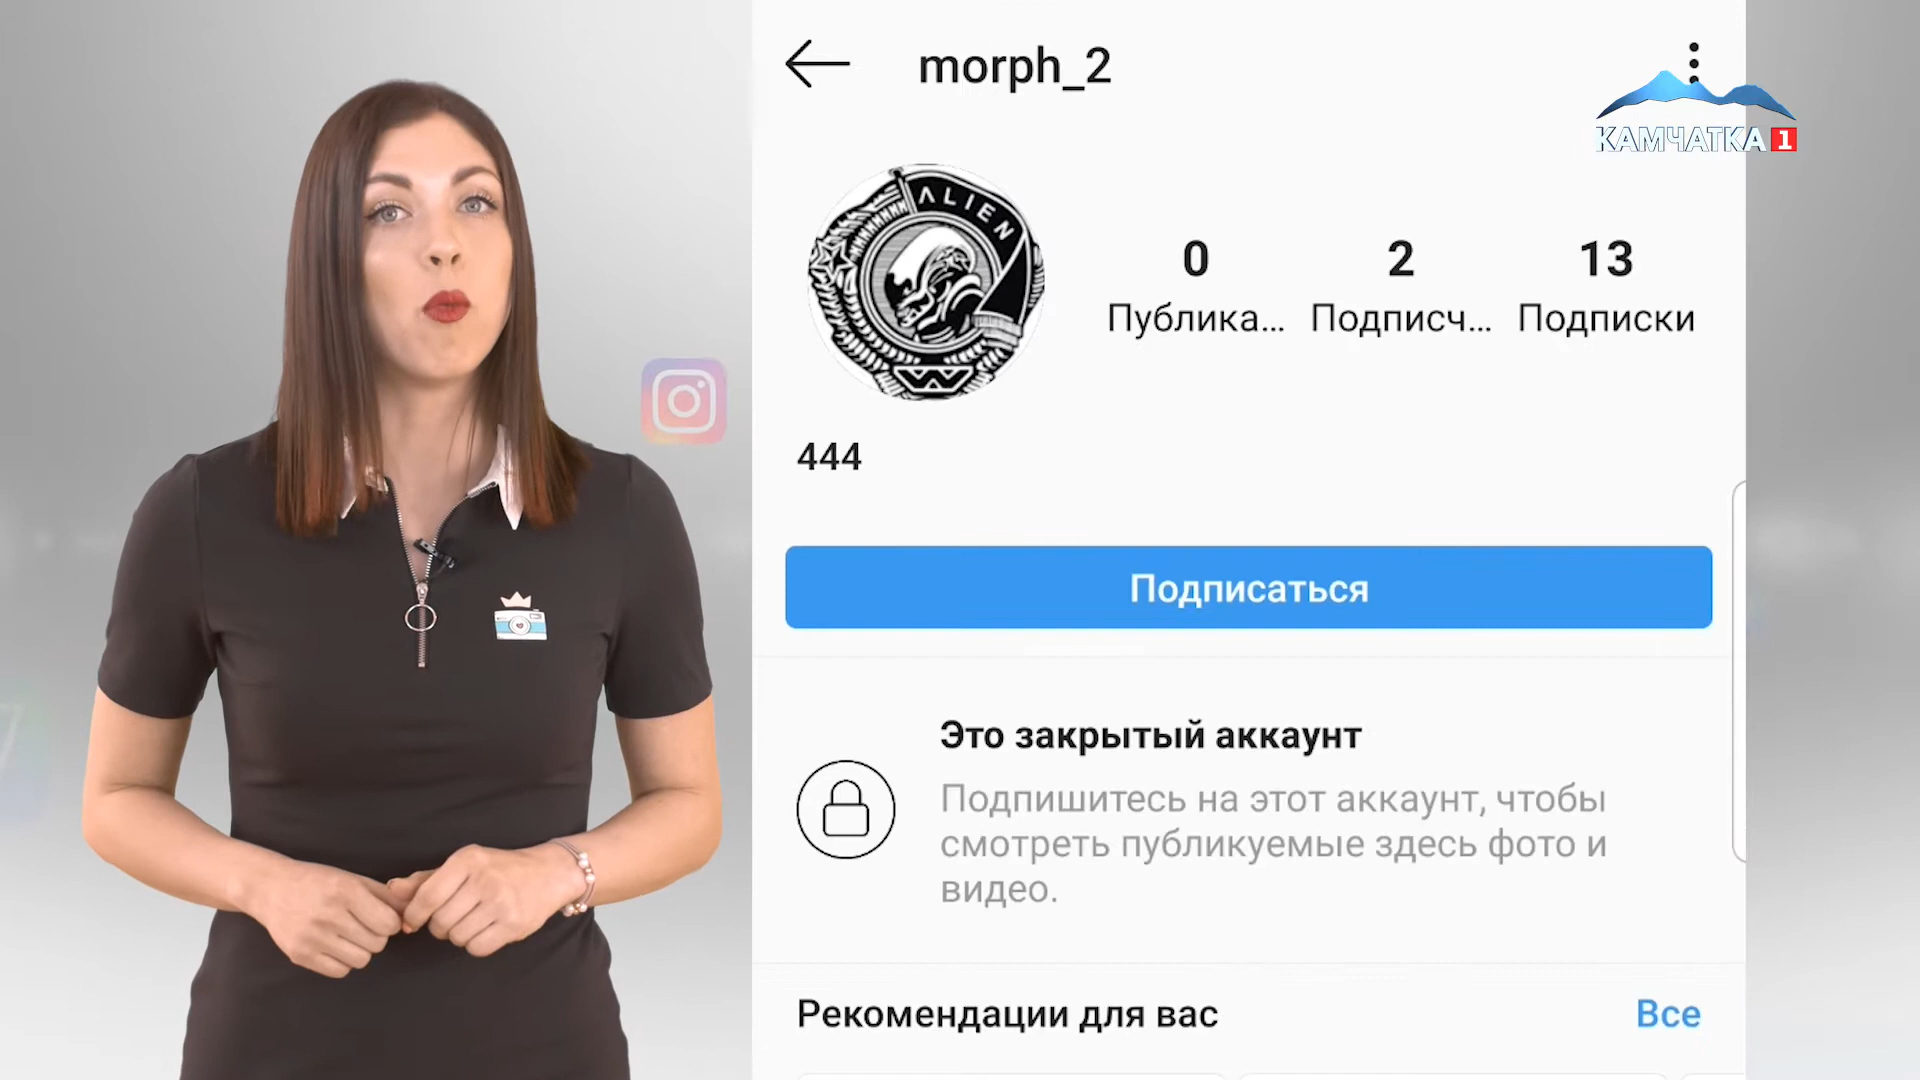 morph_2
КАМЧАТКА 1
ALIEN
0
2
13
Публика...
Подписч...
Подписки
444
Подписаться
Это закрытый аккаунт
Подпишитесь на этот аккаунт, чтобы
смотреть публикуемые здесь фото и
видео.
Рекомендации для вас
Все